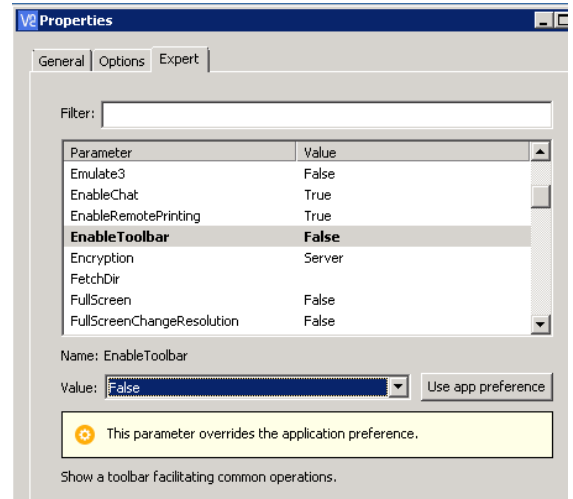 VS Properties
General Options Expert
Filter:
Parameter Value
Emulate3 False
EnableChat True
EnableRemotePrinting True
EnableToolbar False
Encryption Server
FetchDir
FullScreen False
FullScreenChangeResolution False
Name: EnableToolbar
Value: False Use app preference
This parameter overrides the application preference.
Show a toolbar facilitating common operations.